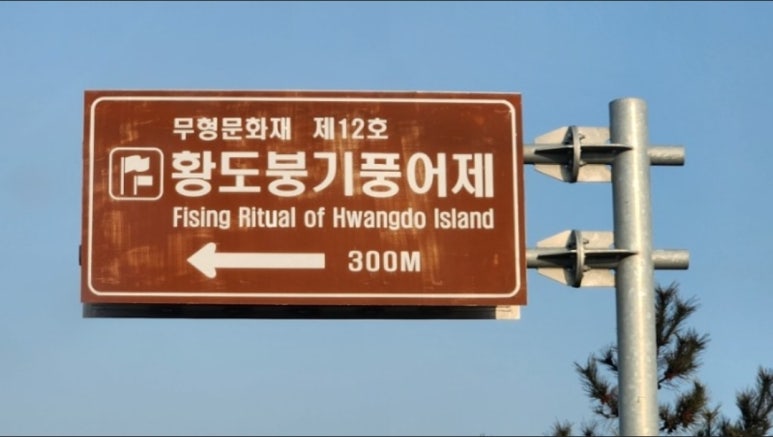 무형문화재 제12호
황도붕기풍어제
Fising Ritual of Hwangdo Island
300M